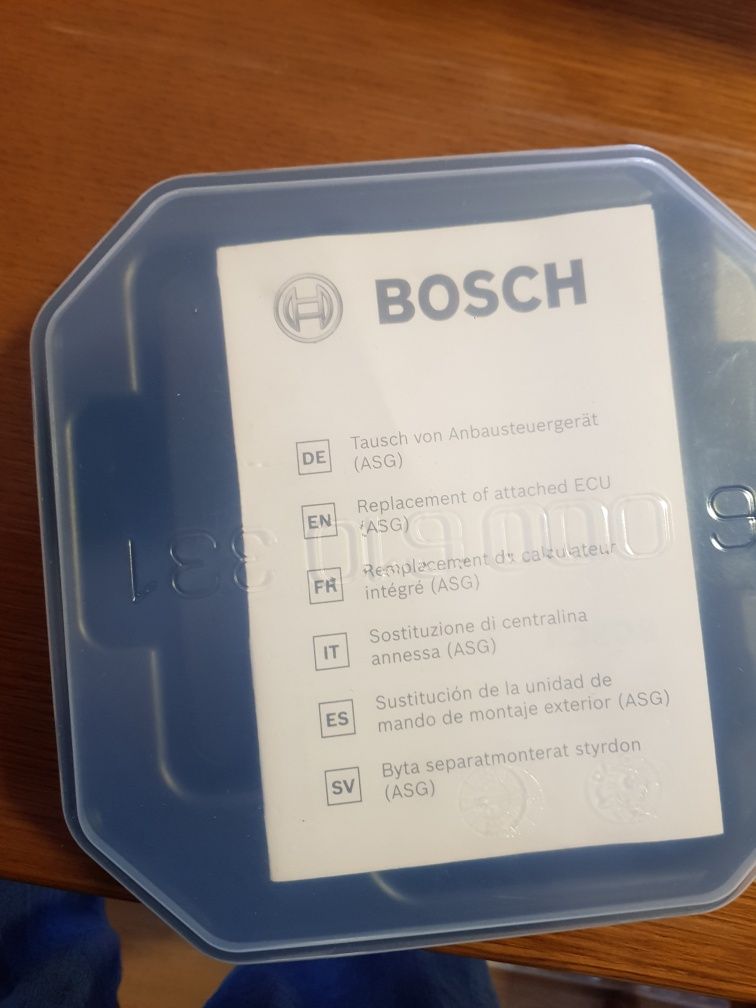 BOSCH
DE
Tausch von Anbausteuergerät
(ASG)
EN
Replacement of attached ECU
(ASG)
FR
Remplacement du calculateur
intégré (ASG)
IT
Sostituzione di centralina
annessa (ASG)
ES
Sustitución de la unidad de
mando de montaje exterior (ASG)
SV
Byta separatmonterat styrdon
(ASG)